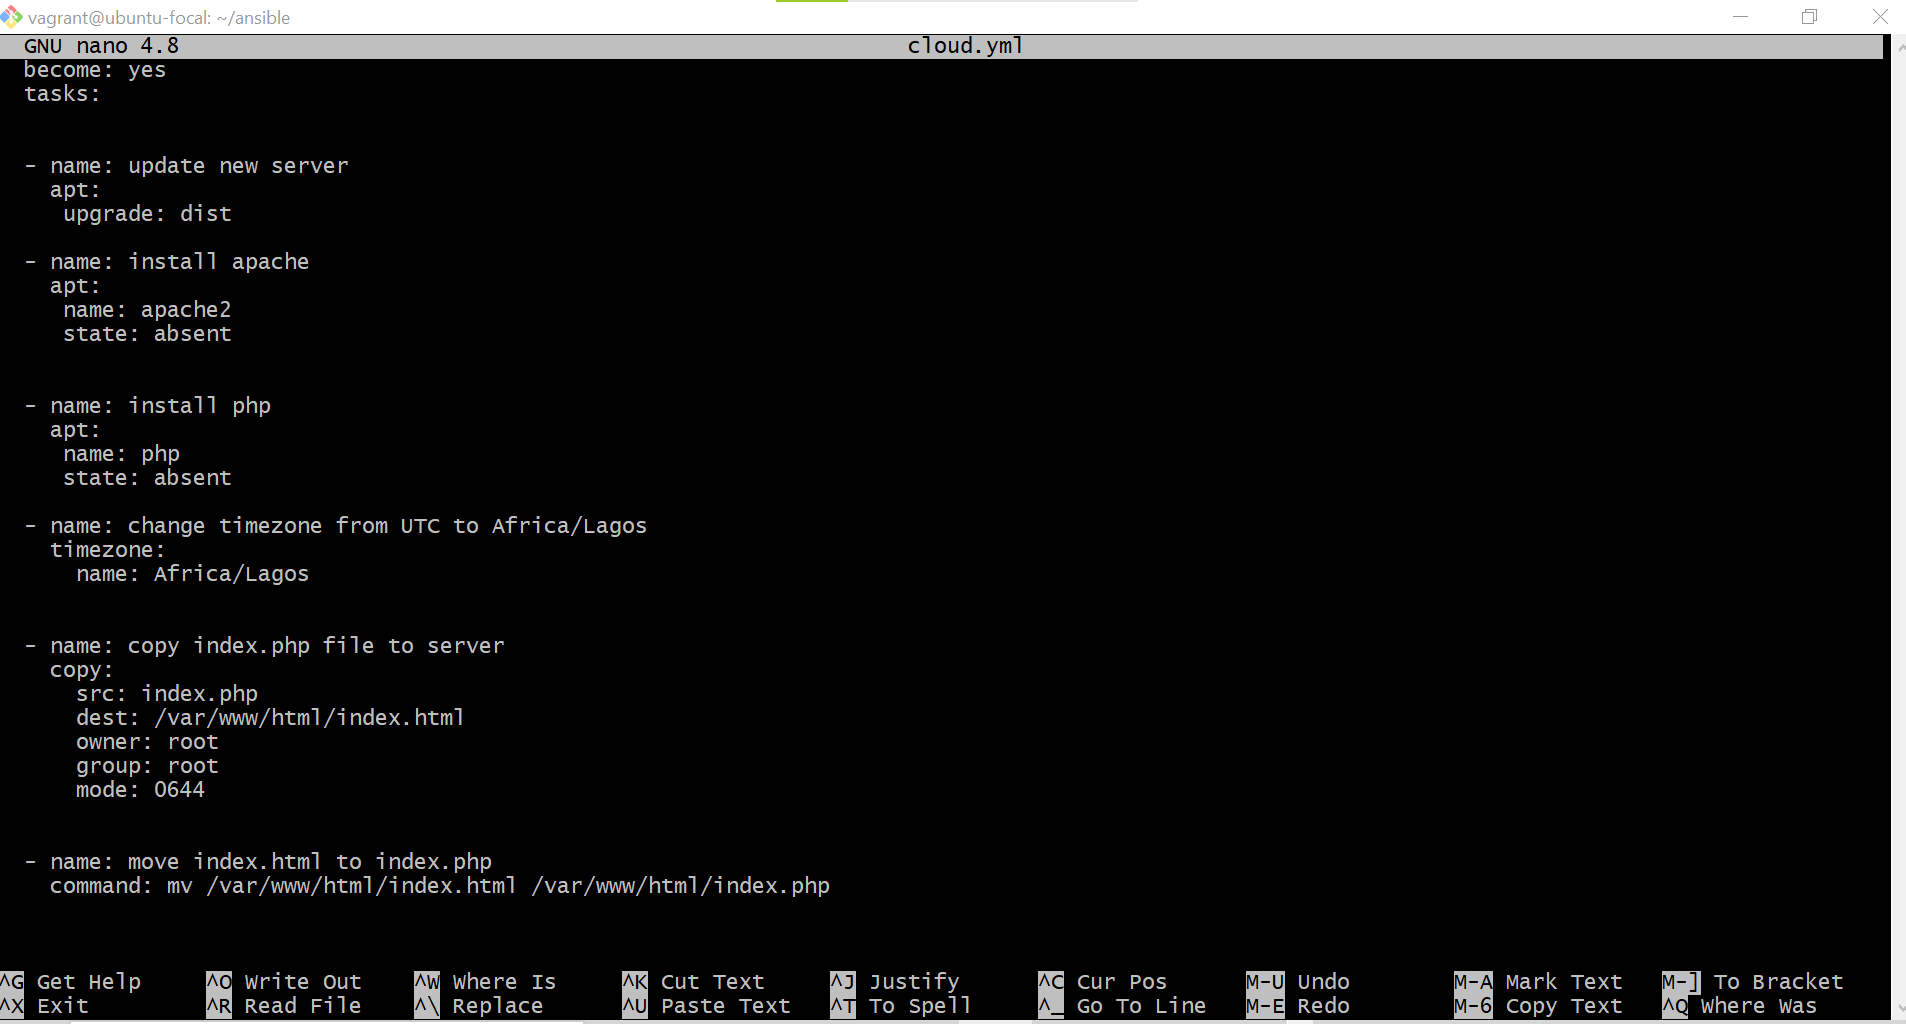 vagrant@ubuntu-focal: ~/ansible
GNU nano 4.8 cloud.yml
become: yes
tasks:
- name: update new server
apt:
upgrade: dist
- name: install apache
apt:
name: apache2
state: absent
- name: install php
apt:
name: php
state: absent
- name: change timezone from UTC to Africa/Lagos
timezone:
name: Africa/Lagos
- name: copy index.php file to server
copy:
src: index.php
dest: /var/www/html/index.html
owner: root
group: root
mode: 0644
- name: move index.html to index.php
command: mv /var/www/html/index.html /var/www/html/index.php
^G Get Help ^O Write Out ^W Where Is ^K Cut Text ^J Justify ^C Cur Pos M-U Undo M-A Mark Text M-] To Bracket
^X Exit ^R Read File ^\ Replace ^U Paste Text ^T To Spell ^_ Go To Line M-E Redo M-6 Copy Text ^Q Where Was